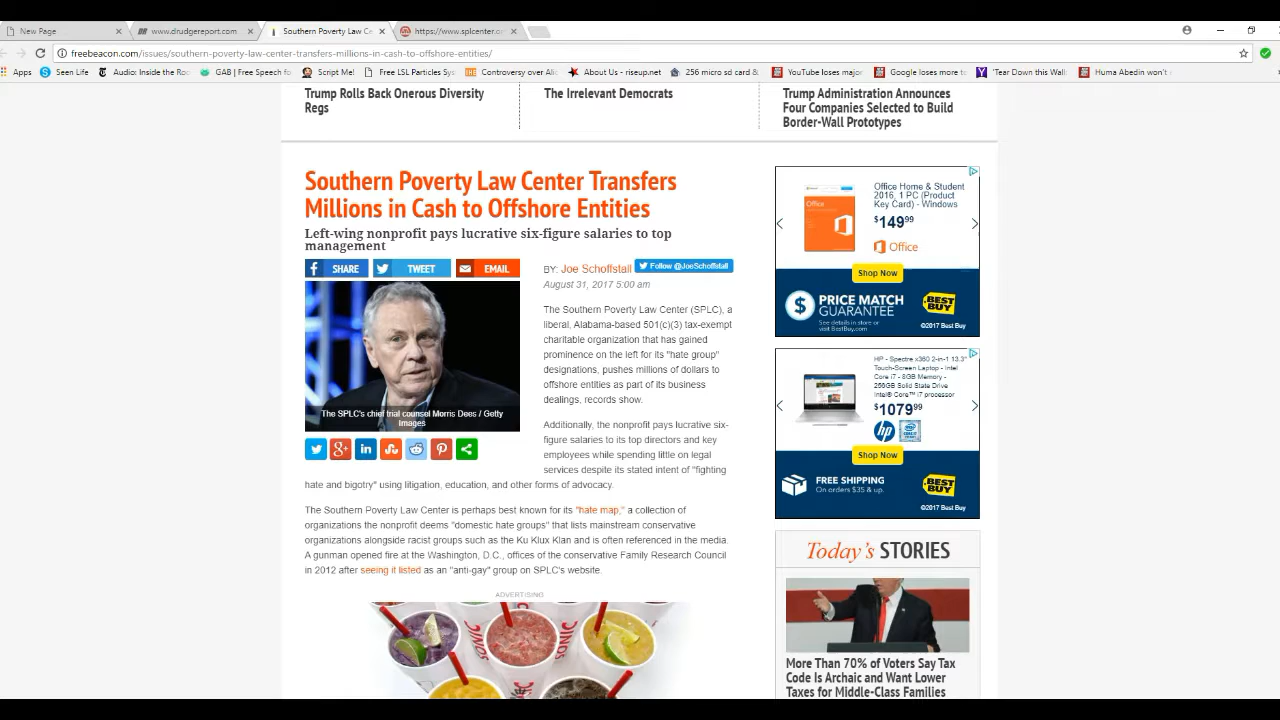 New Page
www.drudgereport.com
Southern Poverty Law Ce
https://www.splcenter.o
freebeacon.com/issues/southern-poverty-law-center-transfers-millions-in-cash-to-offshore-entities/
Apps
Seen Life
Audio: Inside the Ro
GAB | Free Speech fo
Script Me!
Free LSL Particles Sys
Controversy over Ali
About Us - riseup.net
256 micro sd card &
YouTube loses major
Google loses more to
'Tear Down this Wall
Huma Abedin won't
Trump Rolls Back Onerous Diversity
Regs
The Irrelevant Democrats
Trump Administration Announces
Four Companies Selected to Build
Border-Wall Prototypes
Southern Poverty Law Center Transfers
Millions in Cash to Offshore Entities
Left-wing nonprofit pays lucrative six-figure salaries to top
management
SHARE
TWEET
EMAIL
The SPLC's chief trial counsel Morris Dees / Getty
Images
BY: Joe Schoffstall
Follow @JoeSchoffstall
August 31, 2017 5:00 am
The Southern Poverty Law Center (SPLC), a
liberal, Alabama-based 501(c)(3) tax-exempt
charitable organization that has gained
prominence on the left for its "hate group"
designations, pushes millions of dollars to
offshore entities as part of its business
dealings, records show.
Additionally, the nonprofit pays lucrative six-
figure salaries to its top directors and key
employees while spending little on legal
services despite its stated intent of "fighting
hate and bigotry" using litigation, education, and other forms of advocacy.
The Southern Poverty Law Center is perhaps best known for its "hate map," a collection of
organizations the nonprofit deems "domestic hate groups" that lists mainstream conservative
organizations alongside racist groups such as the Ku Klux Klan and is often referenced in the media.
A gunman opened fire at the Washington, D.C., offices of the conservative Family Research Council
in 2012 after seeing it listed as an "anti-gay" group on SPLC's website.
ADVERTISING
SONIC
SONIC
Office Home & Student
2016, 1 PC (Product
Key Card) - Windows
$149.99
Office
Shop Now
PRICE MATCH
GUARANTEE
See details in store or
visit BestBuy.com
BEST
BUY
©2017 Best Buy
HP - Spectre x360 2-in-1 13.3"
Touch-Screen Laptop - Intel
Core i7 - 8GB Memory -
256GB Solid State Drive
Intel® Core™ i7 processor
$1079.99
hp
Shop Now
FREE SHIPPING
On orders $35 & up.
BEST
BUY
©2017 Best Buy
Today's STORIES
More Than 70% of Voters Say Tax
Code Is Archaic and Want Lower
Taxes for Middle-Class Families